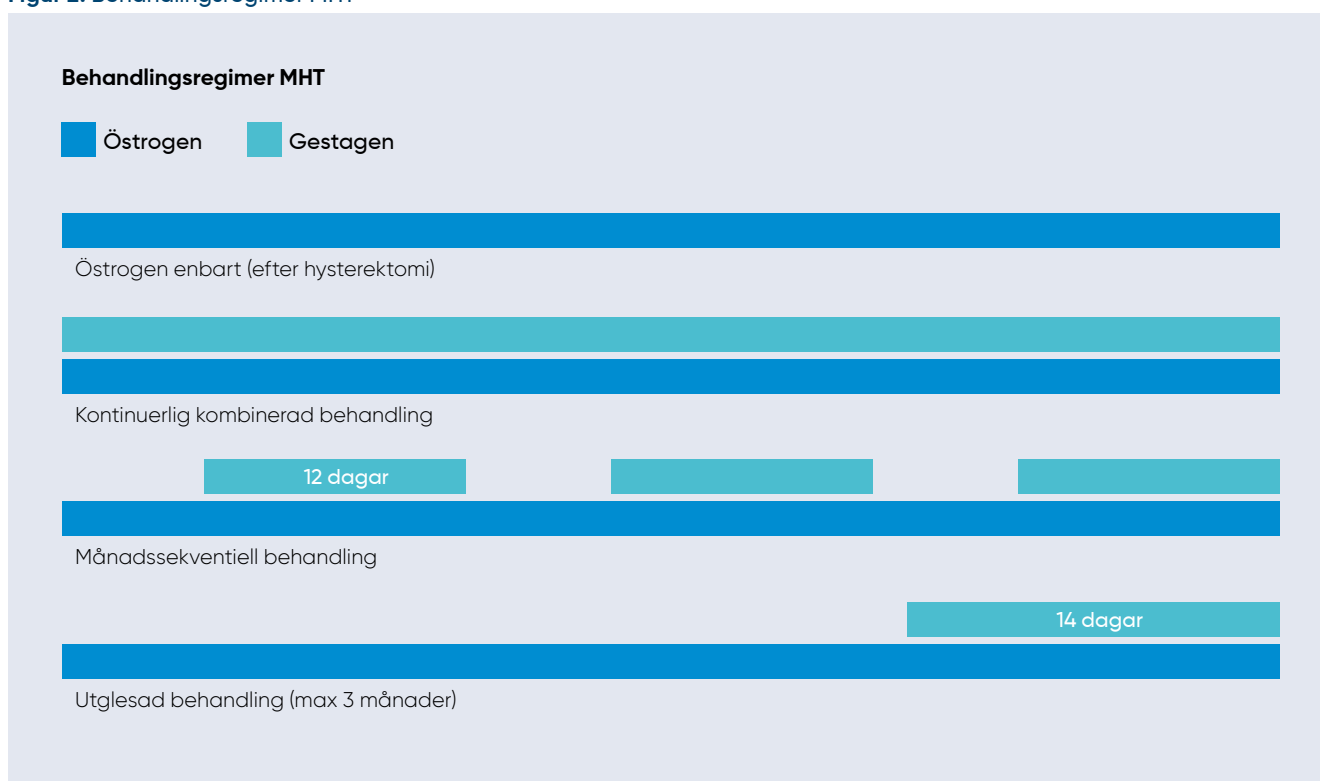 Behandlingsregimer MHT
Östrogen Gestagen
Östrogen enbart (efter hysterektomi)
Kontinuerlig kombinerad behandling
12 dagar
Månadssekventiell behandling
14 dagar
Utglesad behandling (max 3 månader)